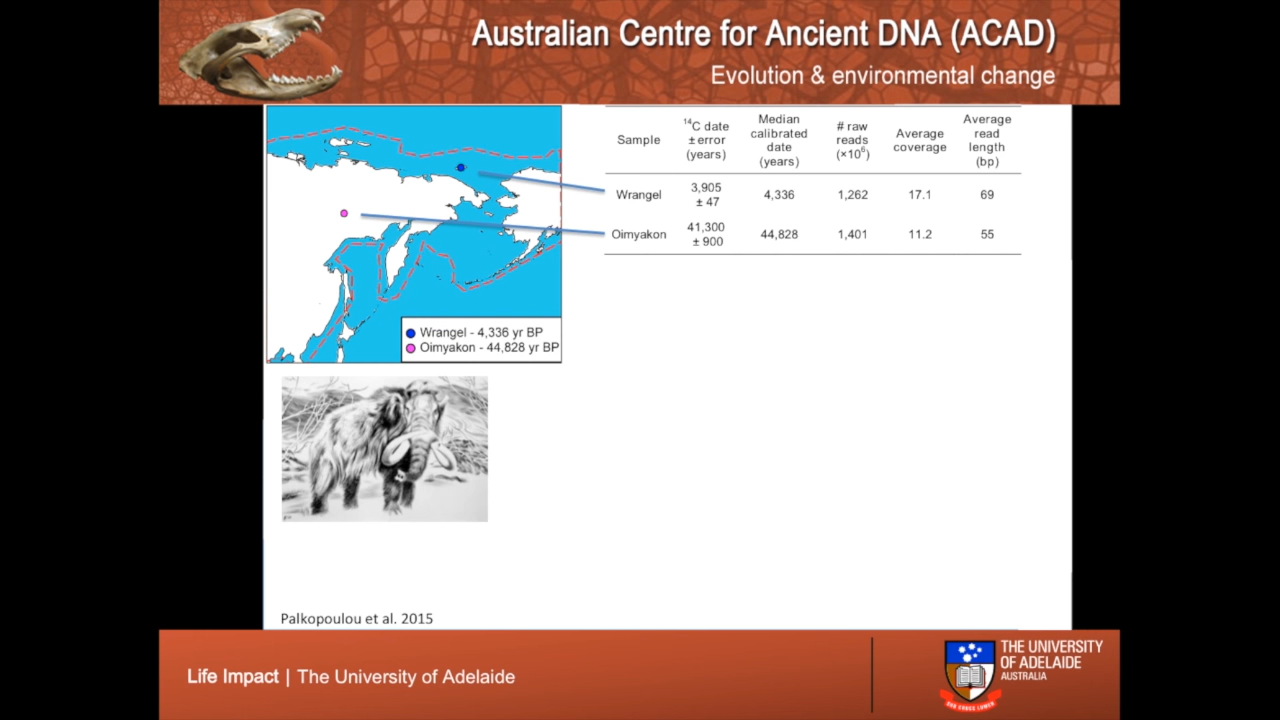 Australian Centre for Ancient DNA (ACAD)
Evolution & environmental change
Sample
14C date
± error
(years)
Median
calibrated
date
(years)
# raw
reads
(×10⁶)
Average
coverage
Average
read
length
(bp)
Wrangel
3,905
± 47
4,336
1,262
17.1
69
Oimyakon
41,300
± 900
44,828
1,401
11.2
55
Wrangel - 4,336 yr BP
Oimyakon - 44,828 yr BP
Palkopoulou et al. 2015
Life Impact | The University of Adelaide
THE UNIVERSITY
OF ADELAIDE
AUSTRALIA
SUB CRUCE LUMEN